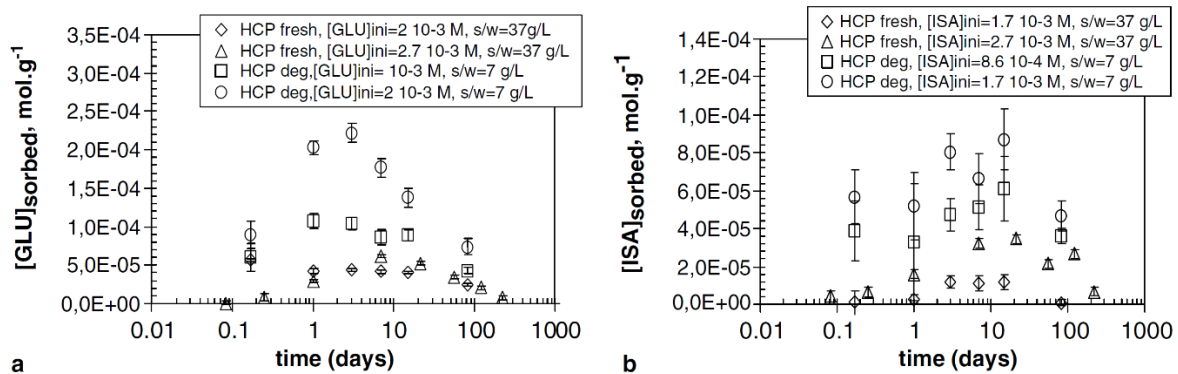 ◇ HCP fresh, [GLU]ini=2 10-3 M, s/w=37g/L
△ HCP fresh, [GLU]ini=2.7 10-3 M, s/w=37 g/L
□ HCP deg,[GLU]ini= 10-3 M, s/w=7 g/L
○ HCP deg,[GLU]ini=2 10-3 M, s/w=7 g/L
3,5E-04
3,0E-04
2,5E-04
2,0E-04
1,5E-04
1,0E-04
5,0E-05
0,0E+00
[GLU]sorbed, mol.g-1
0.01
0.1
1
10
100
1000
time (days)
a
◇ HCP fresh, [ISA]ini=1.7 10-3 M, s/w=37 g/L
△ HCP fresh, [ISA]ini=2.7 10-3 M, s/w=37 g/L
□ HCP deg, [ISA]ini=8.6 10-4 M, s/w=7 g/L
○ HCP deg, [ISA]ini=1.7 10-3 M, s/w=7 g/L
1,4E-04
1,2E-04
1,0E-04
8,0E-05
6,0E-05
4,0E-05
2,0E-05
0,0E+00
[ISA]sorbed, mol.g-1
0.01
0.1
1
10
100
1000
time (days)
b